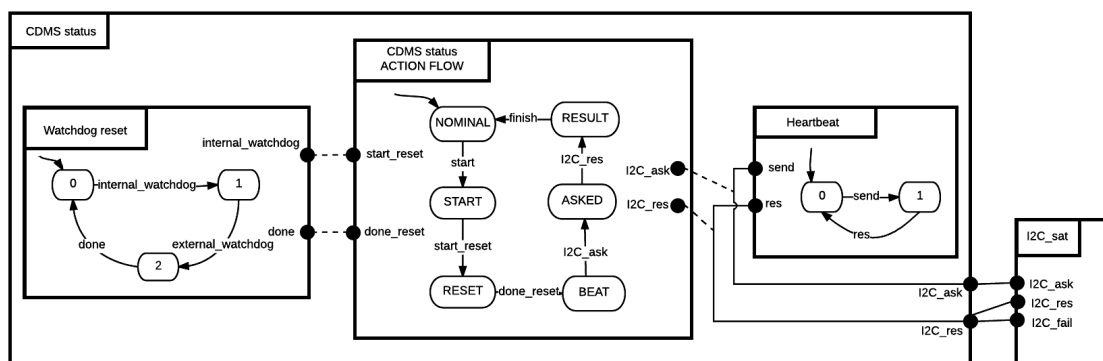 CDMS status
CDMS status
ACTION FLOW
Watchdog reset
0
internal_watchdog
1
done
external_watchdog
2
internal_watchdog
done
start_reset
done_reset
NOMINAL
finish
RESULT
start
I2C_res
START
ASKED
start_reset
I2C_ask
RESET
done_reset
BEAT
I2C_ask
I2C_res
Heartbeat
send
res
0
send
1
res
I2C_ask
I2C_res
I2C_sat
I2C_ask
I2C_res
I2C_fail